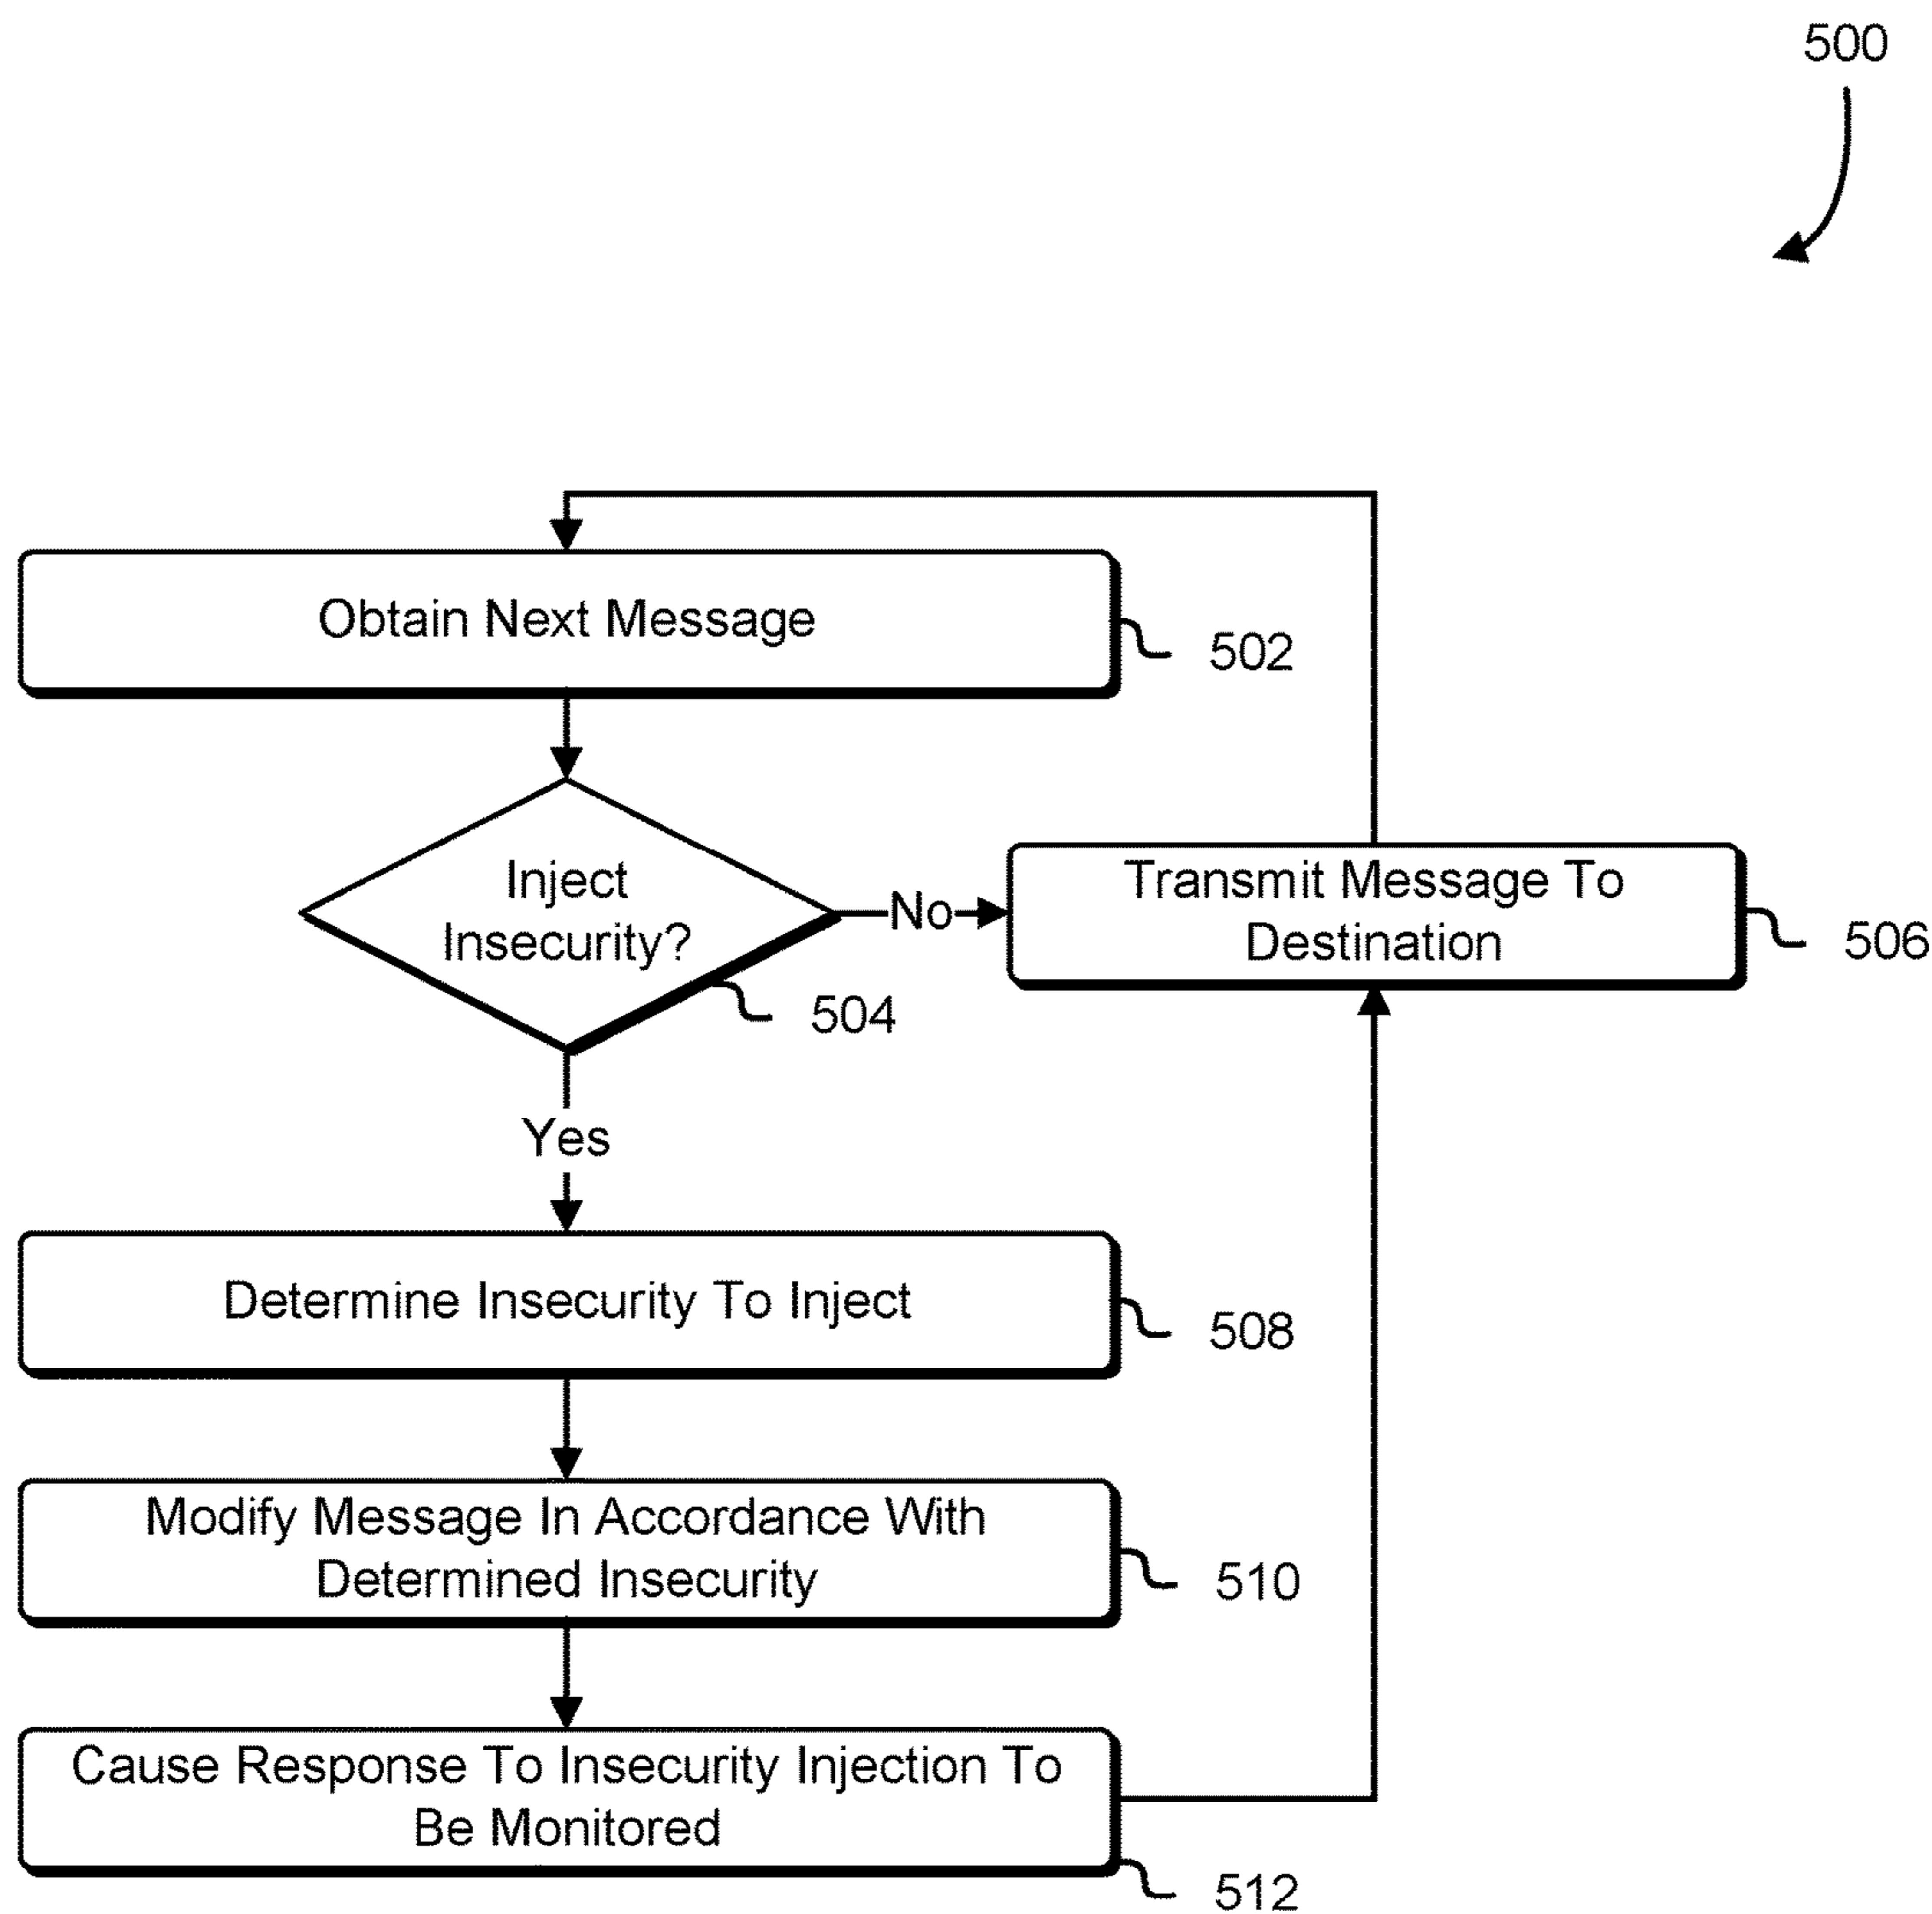 500
Obtain Next Message
502
Inject
Insecurity?
504
No
Transmit Message To
Destination
506
Yes
Determine Insecurity To Inject
508
Modify Message In Accordance With
Determined Insecurity
510
Cause Response To Insecurity Injection To
Be Monitored
512